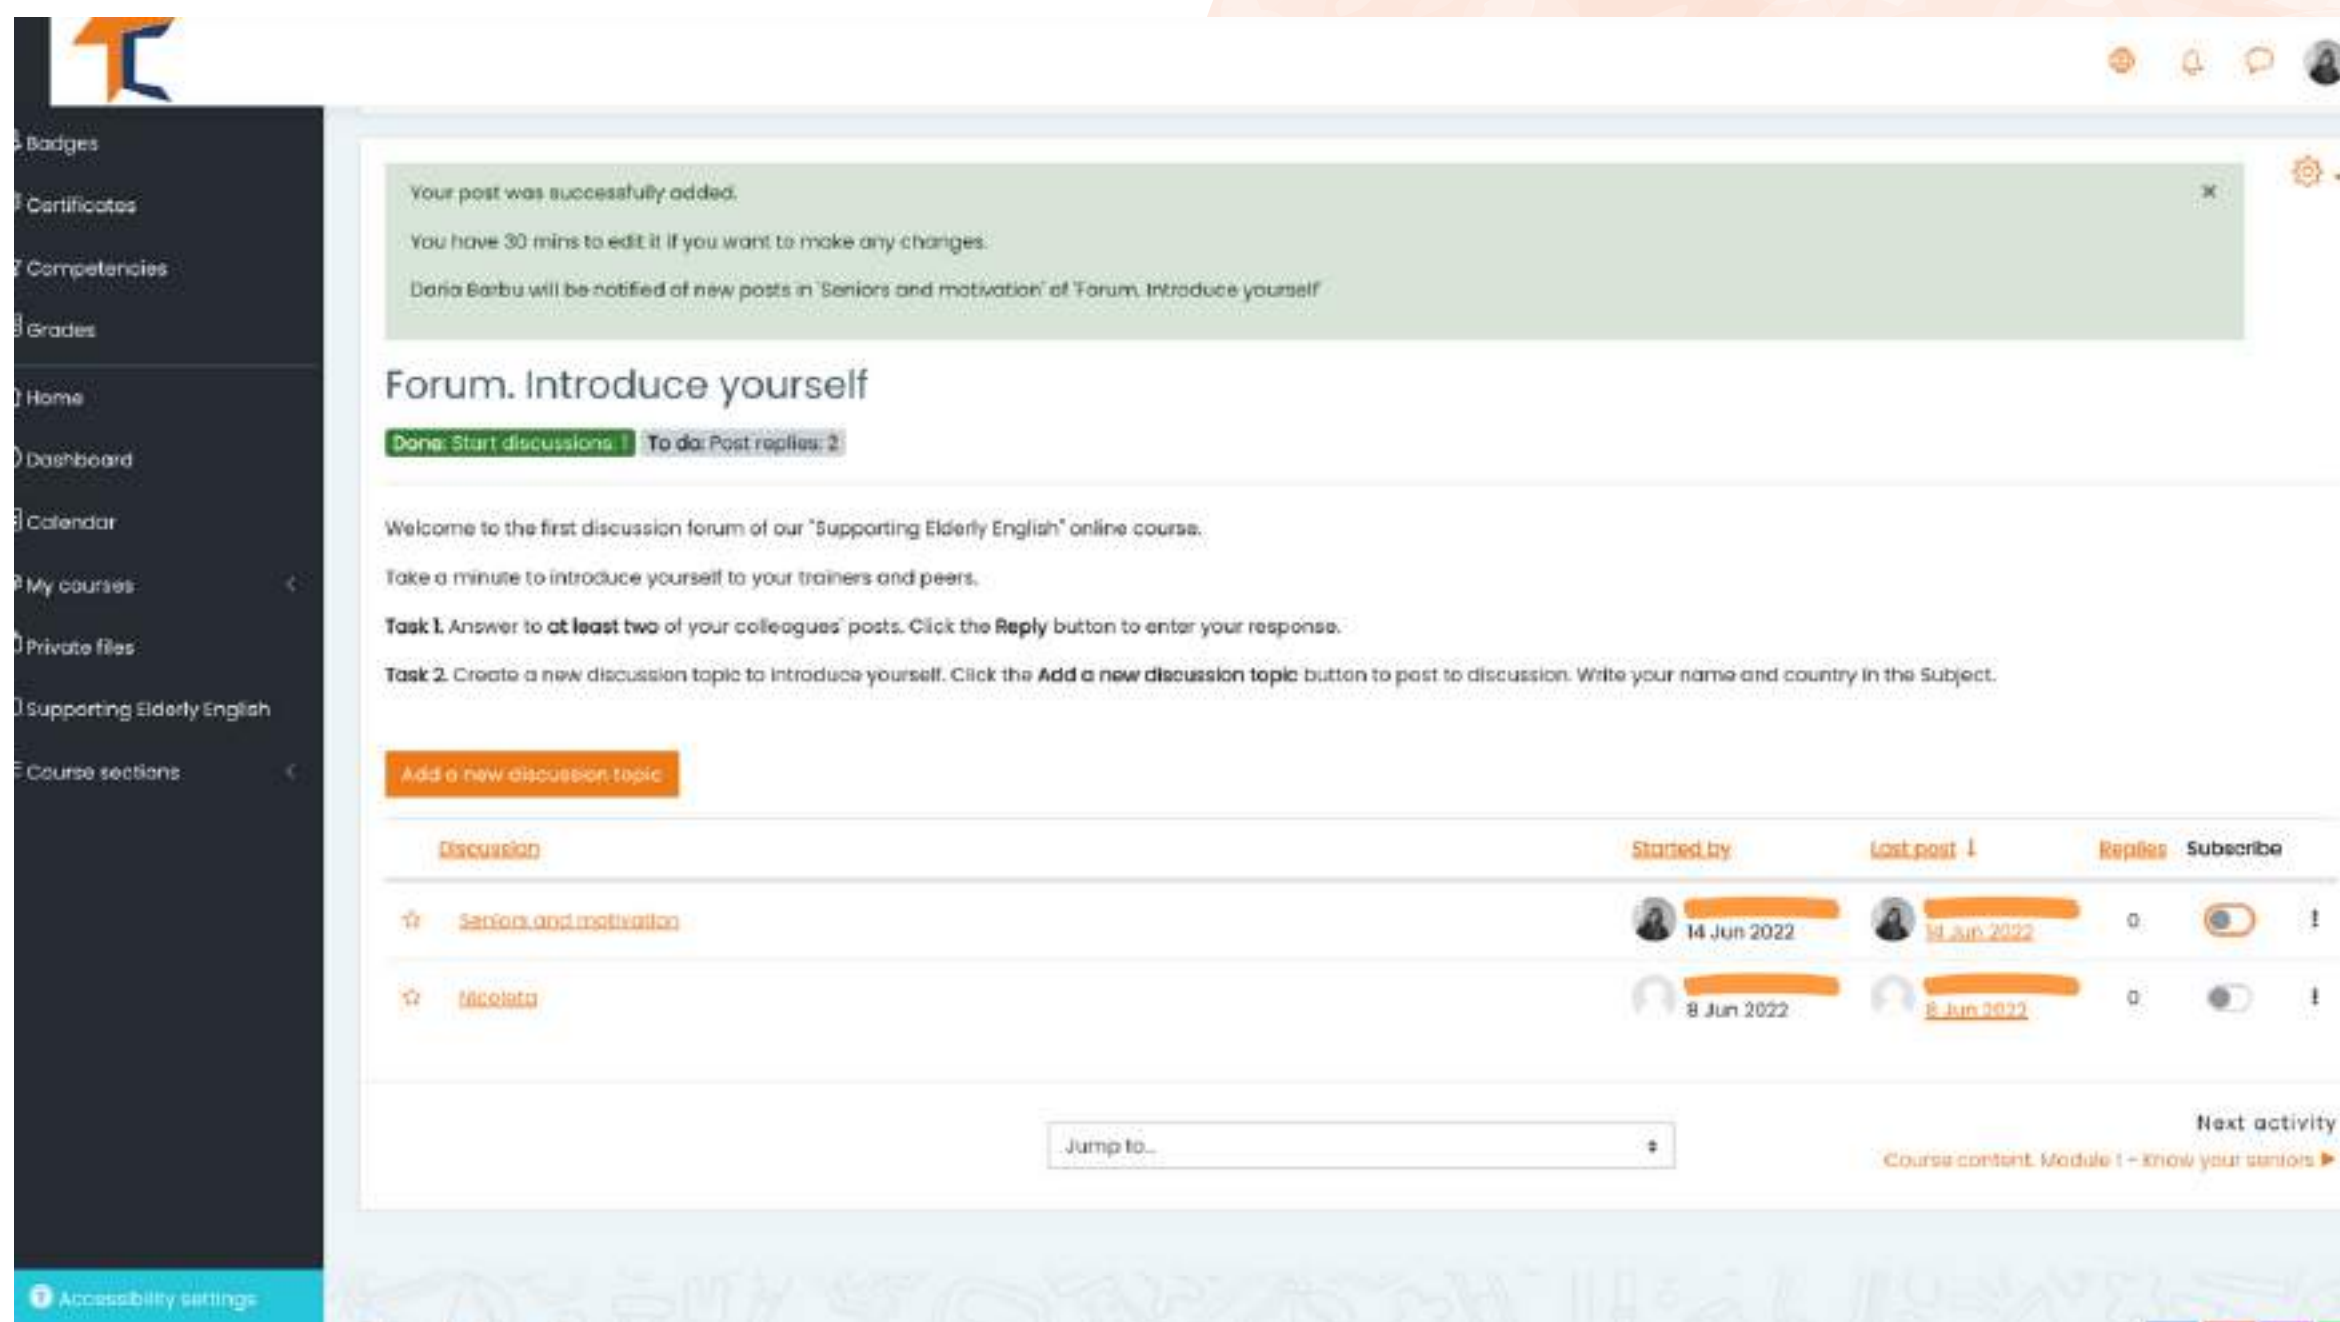 Badges
Certificates
Competencies
Grades
Home
Dashboard
Calendar
My courses
Private files
Supporting Elderly English
Course sections
Accessibility settings
Your post was successfully added.
You have 30 mins to edit it if you want to make any changes.
Daria Barbu will be notified of new posts in 'Seniors and motivation' of 'Forum. Introduce yourself'
Forum. Introduce yourself
Done: Start discussions: 1 To do: Post replies: 2
Welcome to the first discussion forum of our "Supporting Elderly English" online course.
Take a minute to introduce yourself to your trainers and peers.
Task 1. Answer to at least two of your colleagues' posts. Click the Reply button to enter your response.
Task 2. Create a new discussion topic to introduce yourself. Click the Add a new discussion topic button to post to discussion. Write your name and country in the Subject.
Add a new discussion topic
Discussion Started by Last post ↓ Replies Subscribe
Seniors and motivation 14 Jun 2022 14 Jun 2022 0
Nicoleta 8 Jun 2022 8 Jun 2022 0
Jump to...
Next activity
Course content. Module 1 - Know your seniors ▶